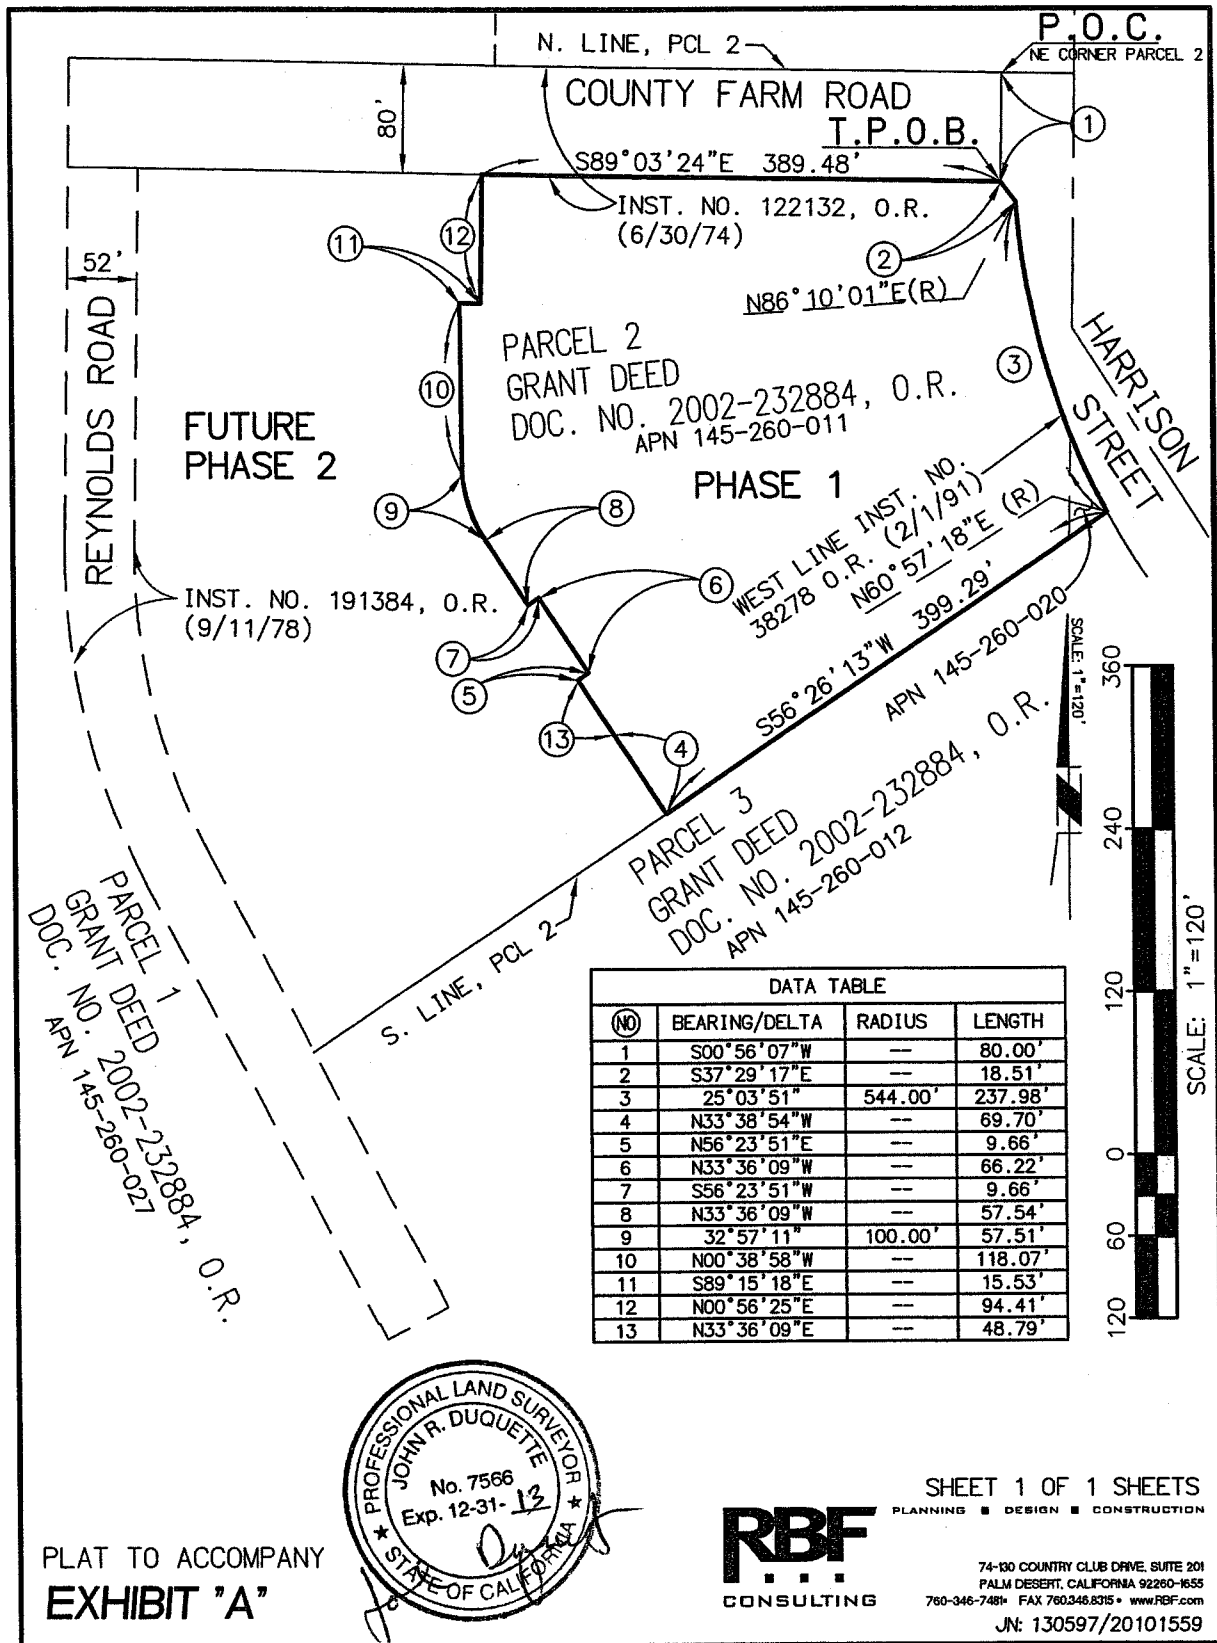 P.O.C.
NE CORNER PARCEL 2
N. LINE, PCL 2
COUNTY FARM ROAD
80'
T.P.O.B.
1
S89°03'24"E 389.48'
INST. NO. 122132, O.R.
(6/30/74)
11
12
2
52'
N86°10'01"E(R)
REYNOLDS ROAD
PARCEL 2
GRANT DEED
DOC. NO. 2002-232884, O.R.
APN 145-260-011
3
HARRISON
STREET
10
FUTURE
PHASE 2
PHASE 1
9
8
WEST LINE INST. NO.
38278 O.R. (2/1/91)
N60°57'18"E (R)
6
INST. NO. 191384, O.R.
(9/11/78)
7
5
S56°26'13"W 399.29'
APN 145-260-020
13
4
PARCEL 3
GRANT DEED
DOC. NO. 2002-232884, O.R.
APN 145-260-012
SCALE: 1"=120'
360
240
120
0
60
120
SCALE: 1"=120'
PARCEL 1
GRANT DEED
DOC. NO. 2002-232884, O.R.
APN 145-260-027
S. LINE, PCL 2
DATA TABLE
NO BEARING/DELTA RADIUS LENGTH
1 S00°56'07"W -- 80.00'
2 S37°29'17"E -- 18.51'
3 25°03'51" 544.00' 237.98'
4 N33°38'54"W -- 69.70'
5 N56°23'51"E -- 9.66'
6 N33°36'09"W -- 66.22'
7 S56°23'51"W -- 9.66'
8 N33°36'09"W -- 57.54'
9 32°57'11" 100.00' 57.51'
10 N00°38'58"W -- 118.07'
11 S89°15'18"E -- 15.53'
12 N00°56'25"E -- 94.41'
13 N33°36'09"E -- 48.79'
PROFESSIONAL LAND SURVEYOR
JOHN R. DUQUETTE
No. 7566
Exp. 12-31-13
STATE OF CALIFORNIA
PLAT TO ACCOMPANY
EXHIBIT "A"
SHEET 1 OF 1 SHEETS
PLANNING ■ DESIGN ■ CONSTRUCTION
RBF
CONSULTING
74-130 COUNTRY CLUB DRIVE, SUITE 201
PALM DESERT, CALIFORNIA 92260-1655
760-346-7481• FAX 760.346.8315• www.RBF.com
JN: 130597/20101559